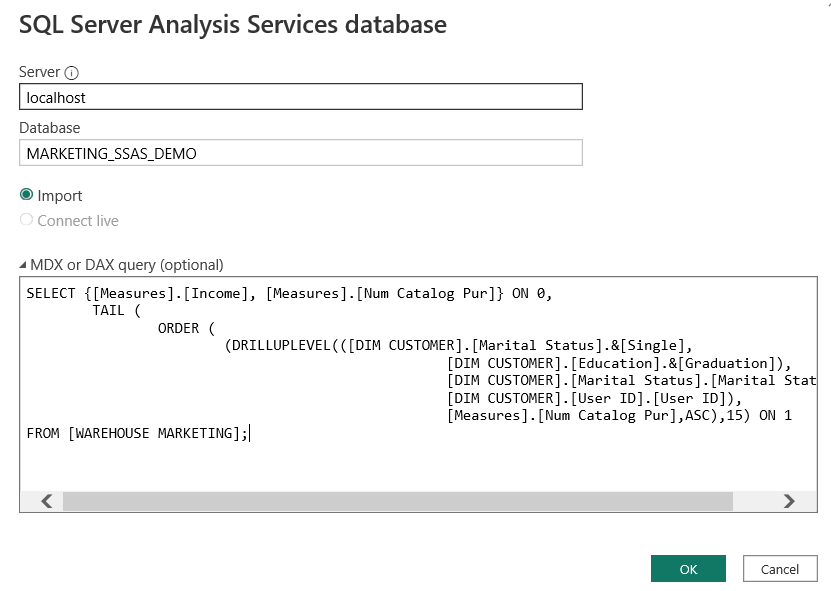 SQL Server Analysis Services database
Server
localhost
Database
MARKETING_SSAS_DEMO
Import
Connect live
MDX or DAX query (optional)
SELECT {[Measures].[Income], [Measures].[Num Catalog Pur]} ON 0,
TAIL (
ORDER (
(DRILLUPLEVEL(([DIM CUSTOMER].[Marital Status].&[Single],
[DIM CUSTOMER].[Education].&[Graduation]),
[DIM CUSTOMER].[Marital Status].[Marital Stat
[DIM CUSTOMER].[User ID].[User ID]),
[Measures].[Num Catalog Pur],ASC),15) ON 1
FROM [WAREHOUSE MARKETING];
OK Cancel